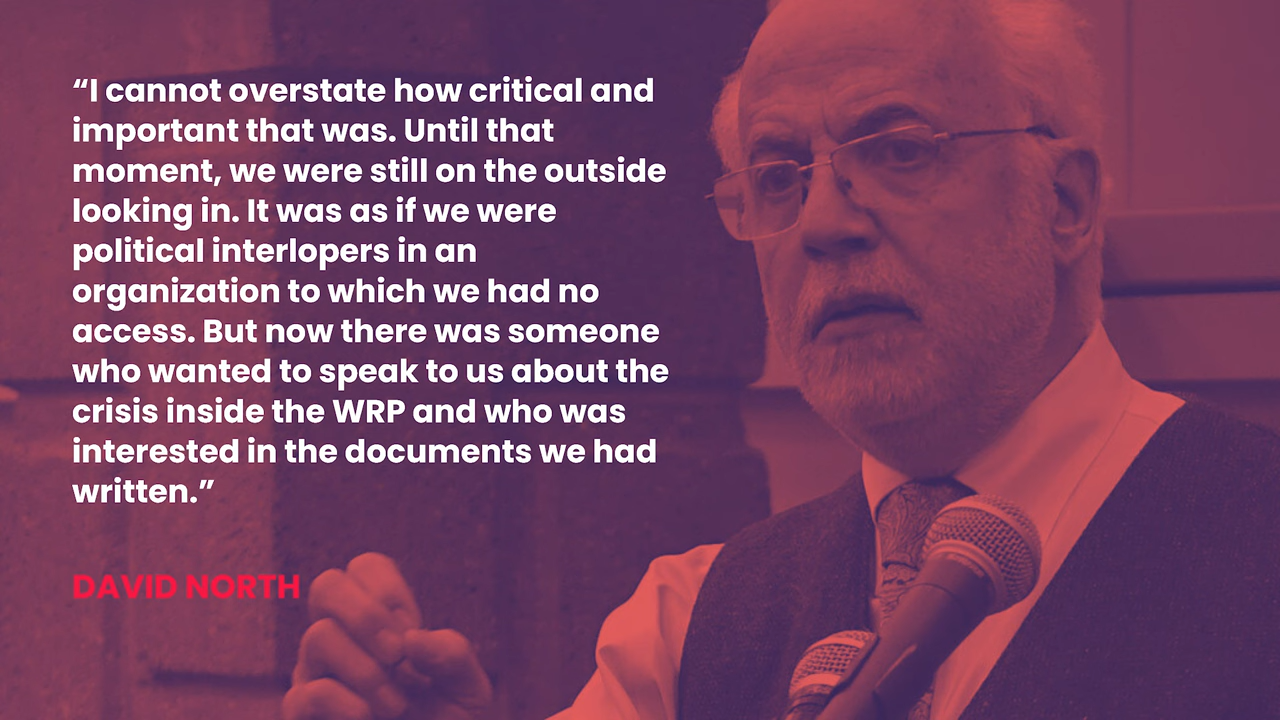 “I cannot overstate how critical and
important that was. Until that
moment, we were still on the outside
looking in. It was as if we were
political interlopers in an
organization to which we had no
access. But now there was someone
who wanted to speak to us about the
crisis inside the WRP and who was
interested in the documents we had
written.”
DAVID NORTH